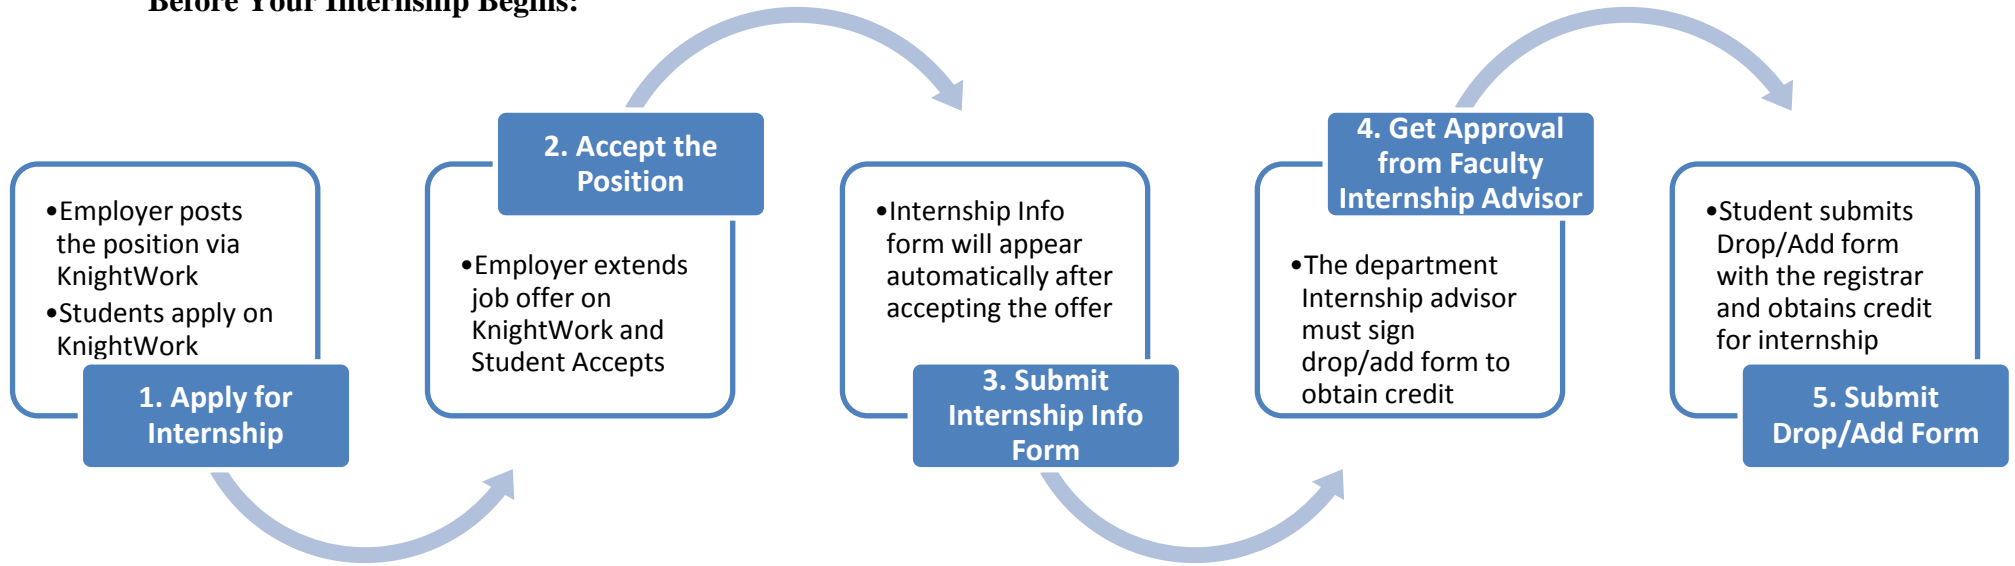 Before Your Internship Begins:
•Employer posts
the position via
KnightWork
•Students apply on
KnightWork
1. Apply for
Internship
2. Accept the
Position
•Employer extends
job offer on
KnightWork and
Student Accepts
•Internship Info
form will appear
automatically after
accepting the offer
3. Submit
Internship Info
Form
4. Get Approval
from Faculty
Internship Advisor
•The department
Internship advisor
must sign
drop/add form to
obtain credit
•Student submits
Drop/Add form
with the registrar
and obtains credit
for internship
5. Submit
Drop/Add Form